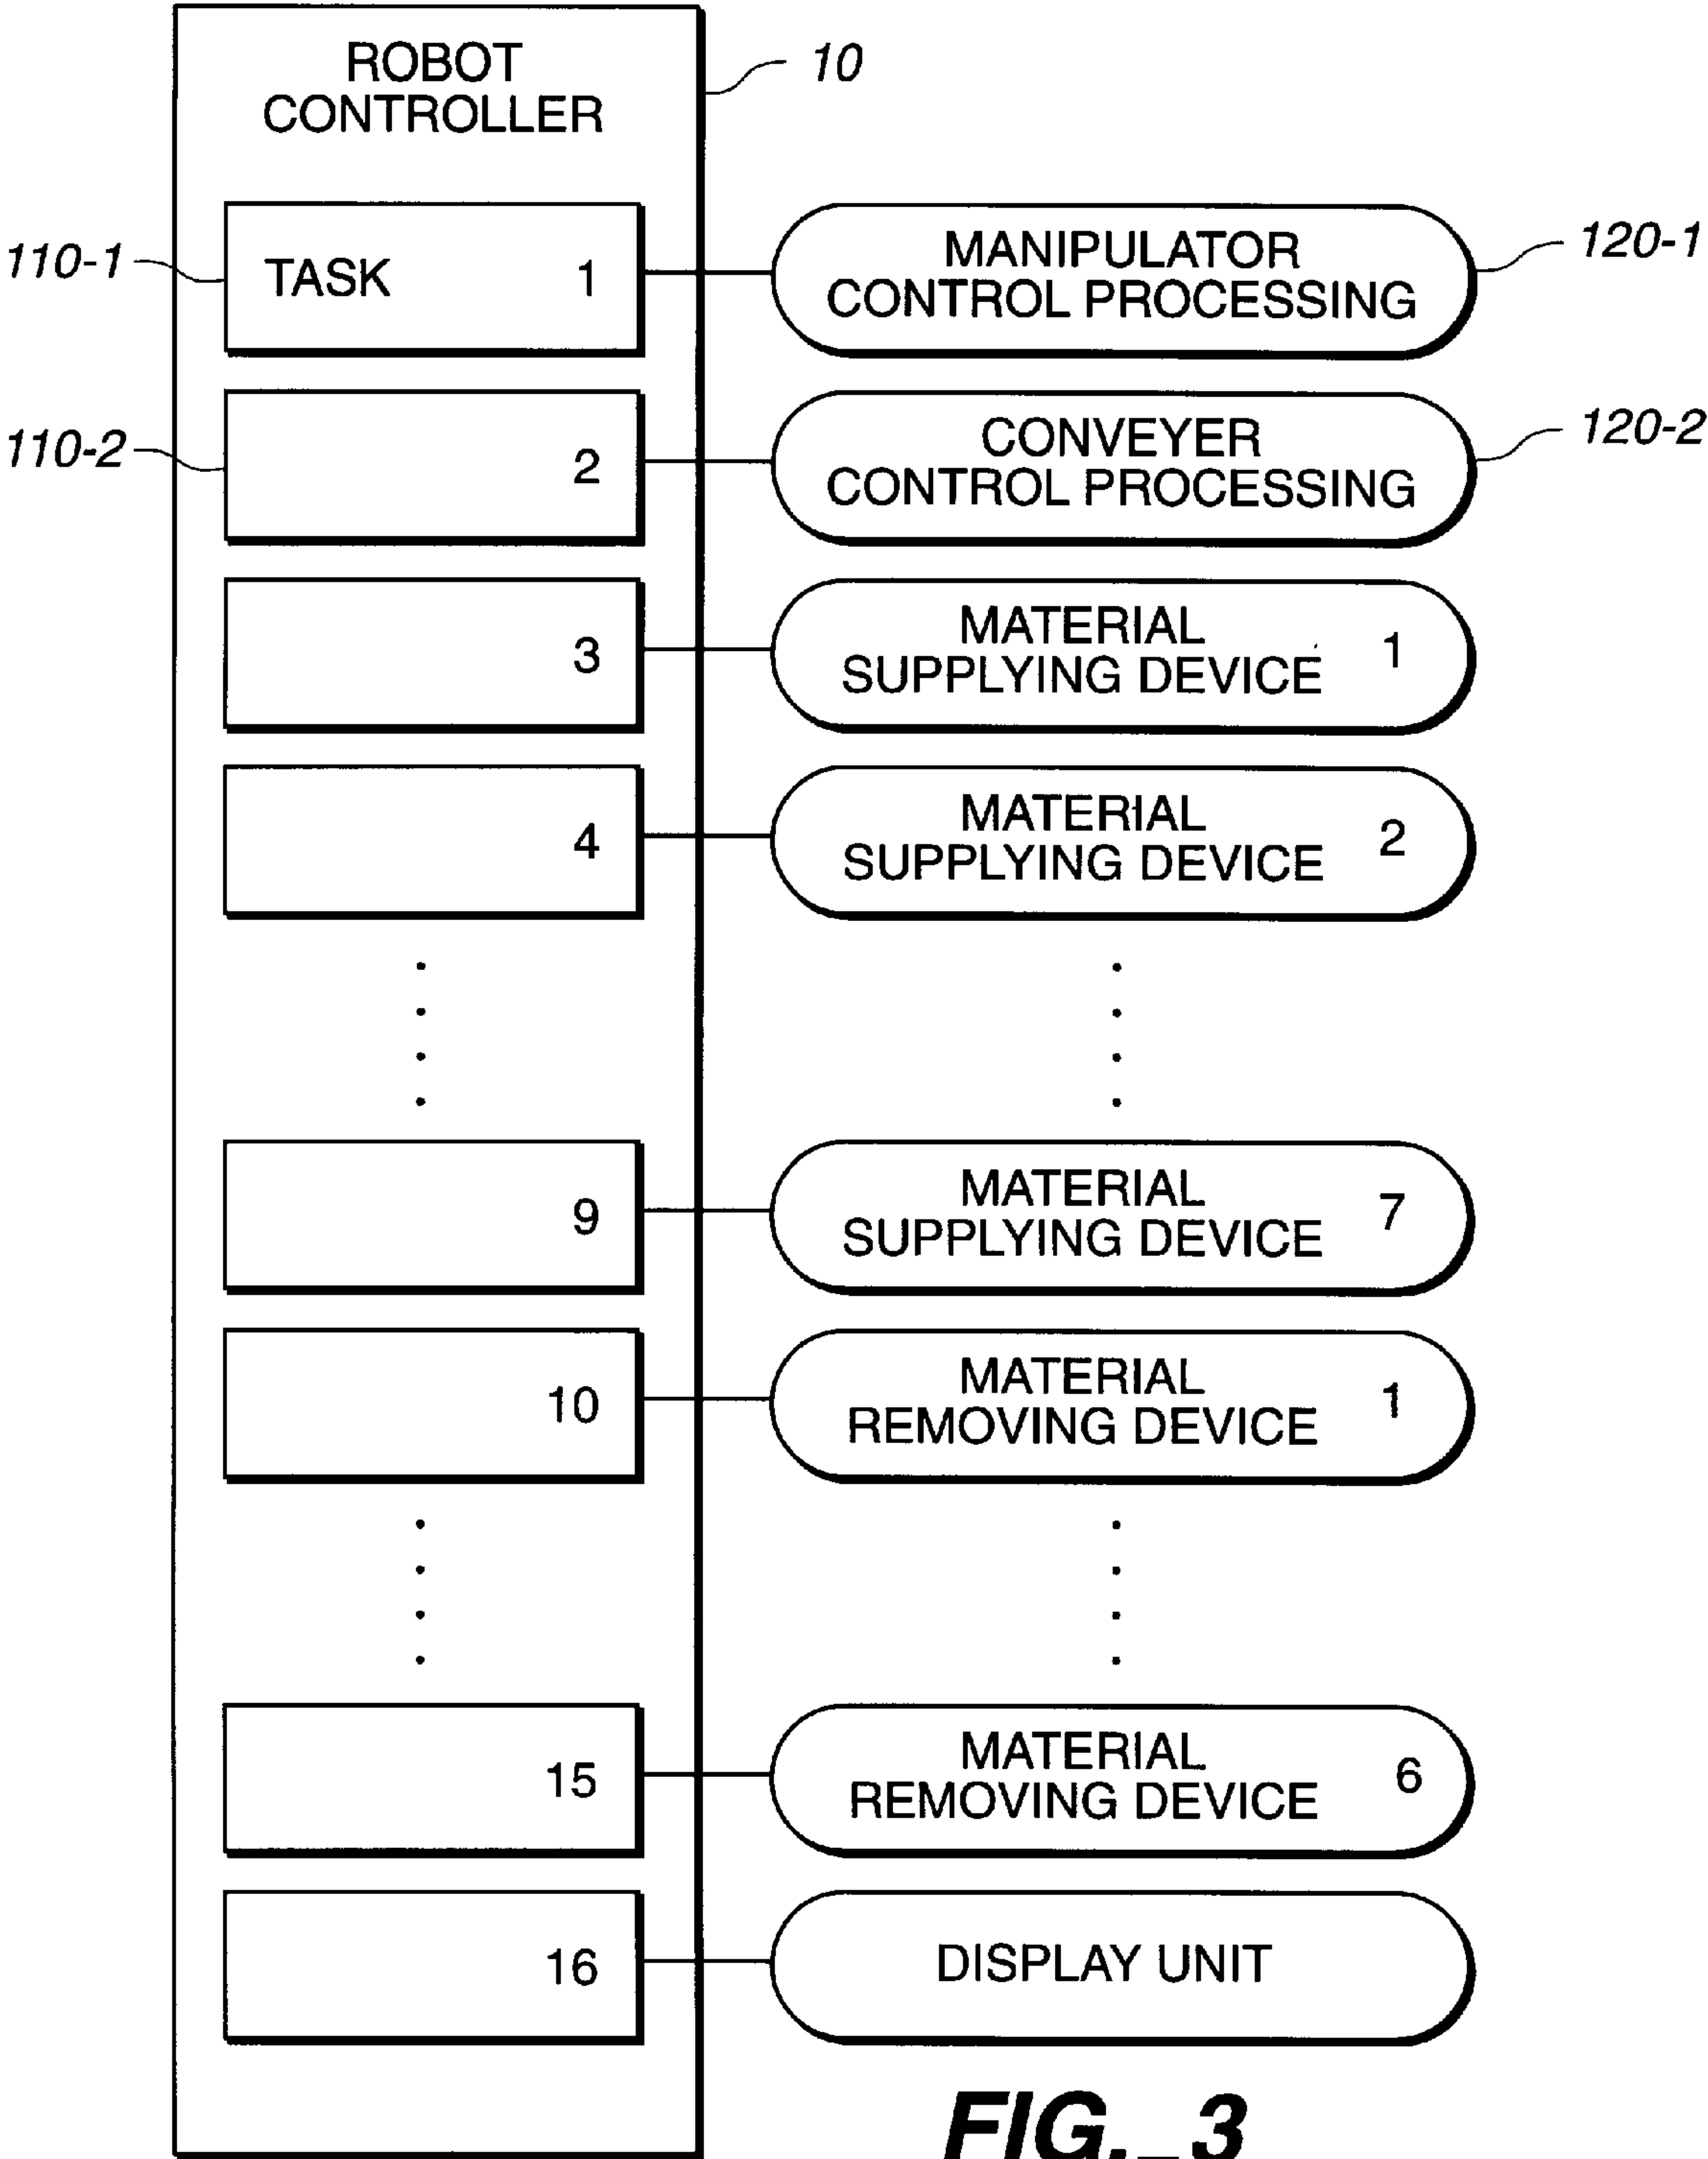 ROBOT
CONTROLLER
10
110-1
TASK 1
MANIPULATOR
CONTROL PROCESSING
120-1
110-2
2
CONVEYER
CONTROL PROCESSING
120-2
3
MATERIAL
SUPPLYING DEVICE 1
4
MATERIAL
SUPPLYING DEVICE 2
9
MATERIAL
SUPPLYING DEVICE 7
10
MATERIAL
REMOVING DEVICE 1
15
MATERIAL
REMOVING DEVICE 6
16
DISPLAY UNIT
FIG._3